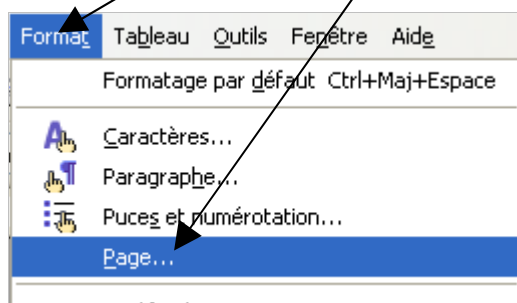 Format Tableau Outils Fenêtre Aide
Formatage par défaut Ctrl+Maj+Espace
Caractères...
Paragraphe...
Puces et numérotation...
Page...